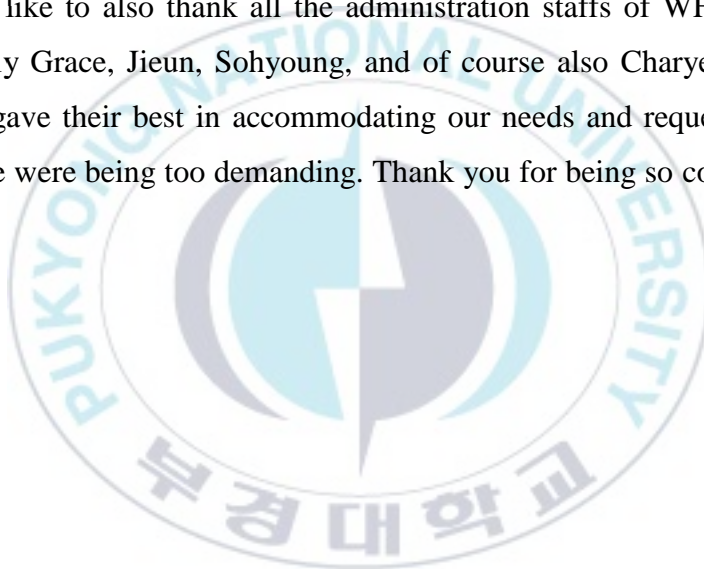 like to also thank all the administration staffs of WH
y Grace, Jieun, Sohyoung, and of course also Charye
gave their best in accommodating our needs and reque
e were being too demanding. Thank you for being so co
PUKYONG NATIONAL UNIVERSITY
부경대학교